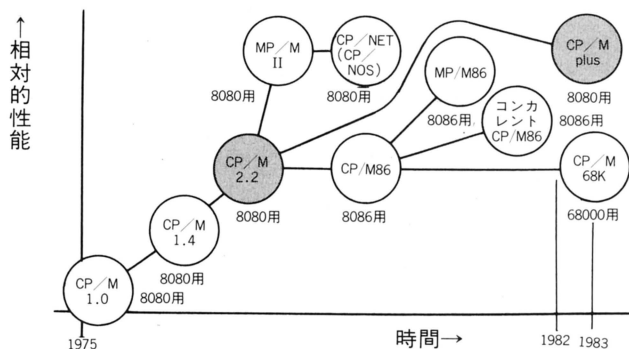 ↑相対的性能
MP/M
II
8080用
CP/NET
(CP/
NOS)
8080用
CP/M
plus
8080用
MP/M86
8086用
コンカ
レント
CP/M86
8086用
CP/M
2.2
8080用
CP/M86
8086用
CP/M
68K
68000用
CP/M
1.4
8080用
CP/M
1.0
8080用
時間→
1975
1982
1983